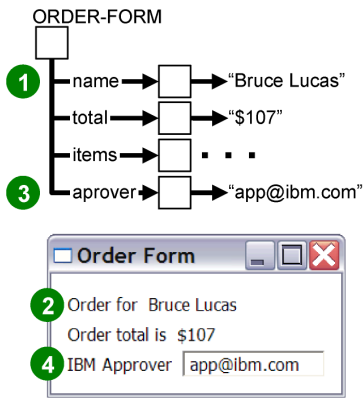 ORDER-FORM
1 name "Bruce Lucas"
total "$107"
items . . .
3 aprover "app@ibm.com"
Order Form
2 Order for Bruce Lucas
Order total is $107
4 IBM Approver app@ibm.com